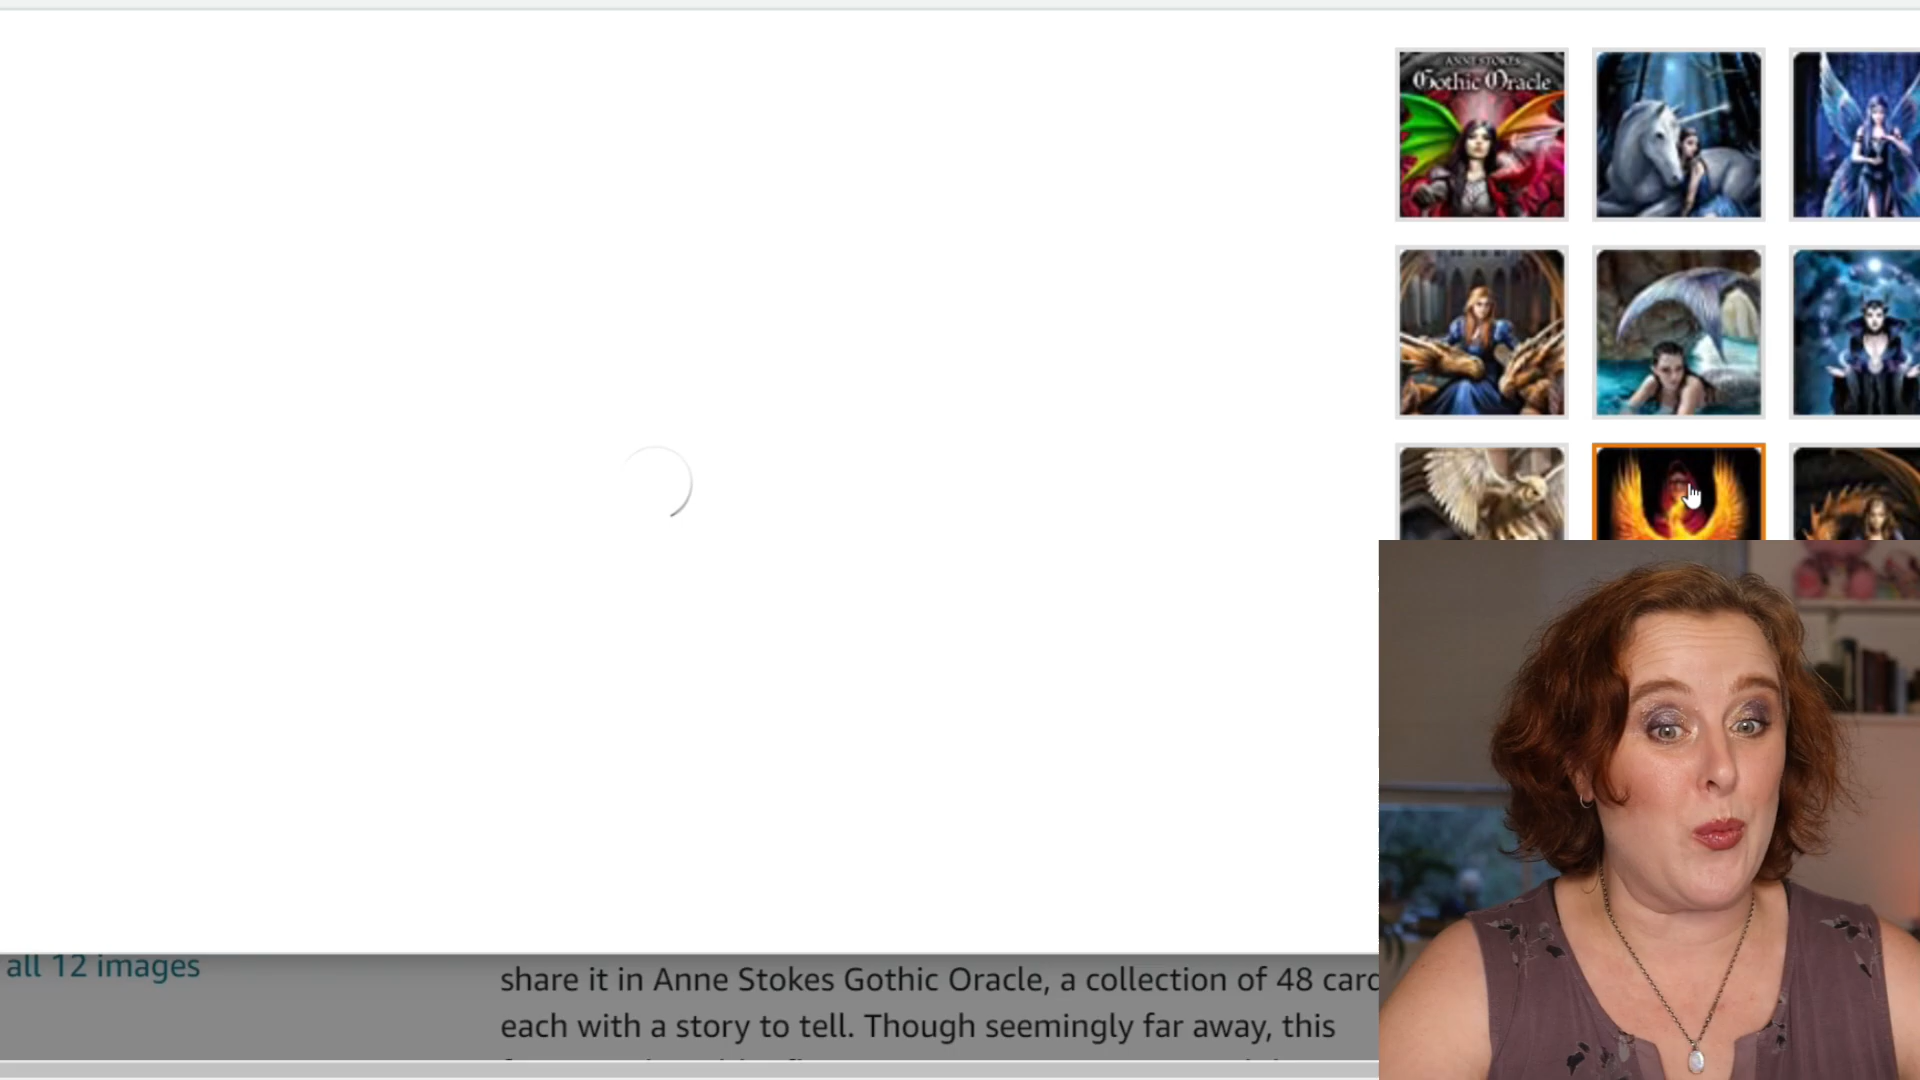 ANNE STOKES
Gothic Oracle
all 12 images
share it in Anne Stokes Gothic Oracle, a collection of 48 card
each with a story to tell. Though seemingly far away, this